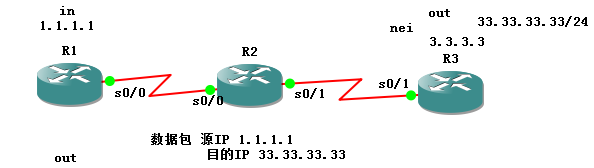 in
1.1.1.1
R1
s0/0
R2
s0/0
s0/1
out
33.33.33.33/24
nei
3.3.3.3
R3
s0/1
数据包 源IP 1.1.1.1
目的IP 33.33.33.33
out